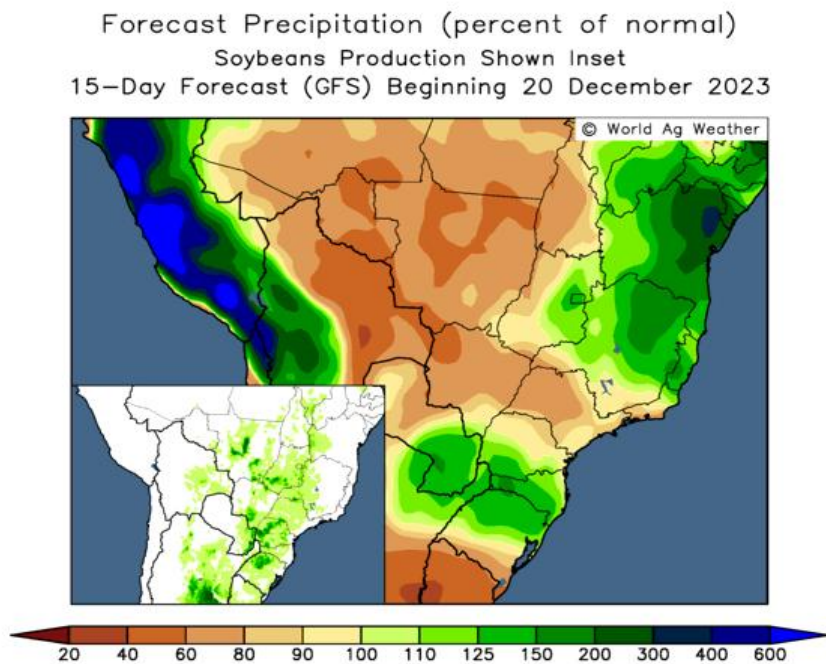 Forecast Precipitation (percent of normal)
Soybeans Production Shown Inset
15-Day Forecast (GFS) Beginning 20 December 2023
© World Ag Weather
20 40 60 80 90 100 110 125 150 200 300 400 600